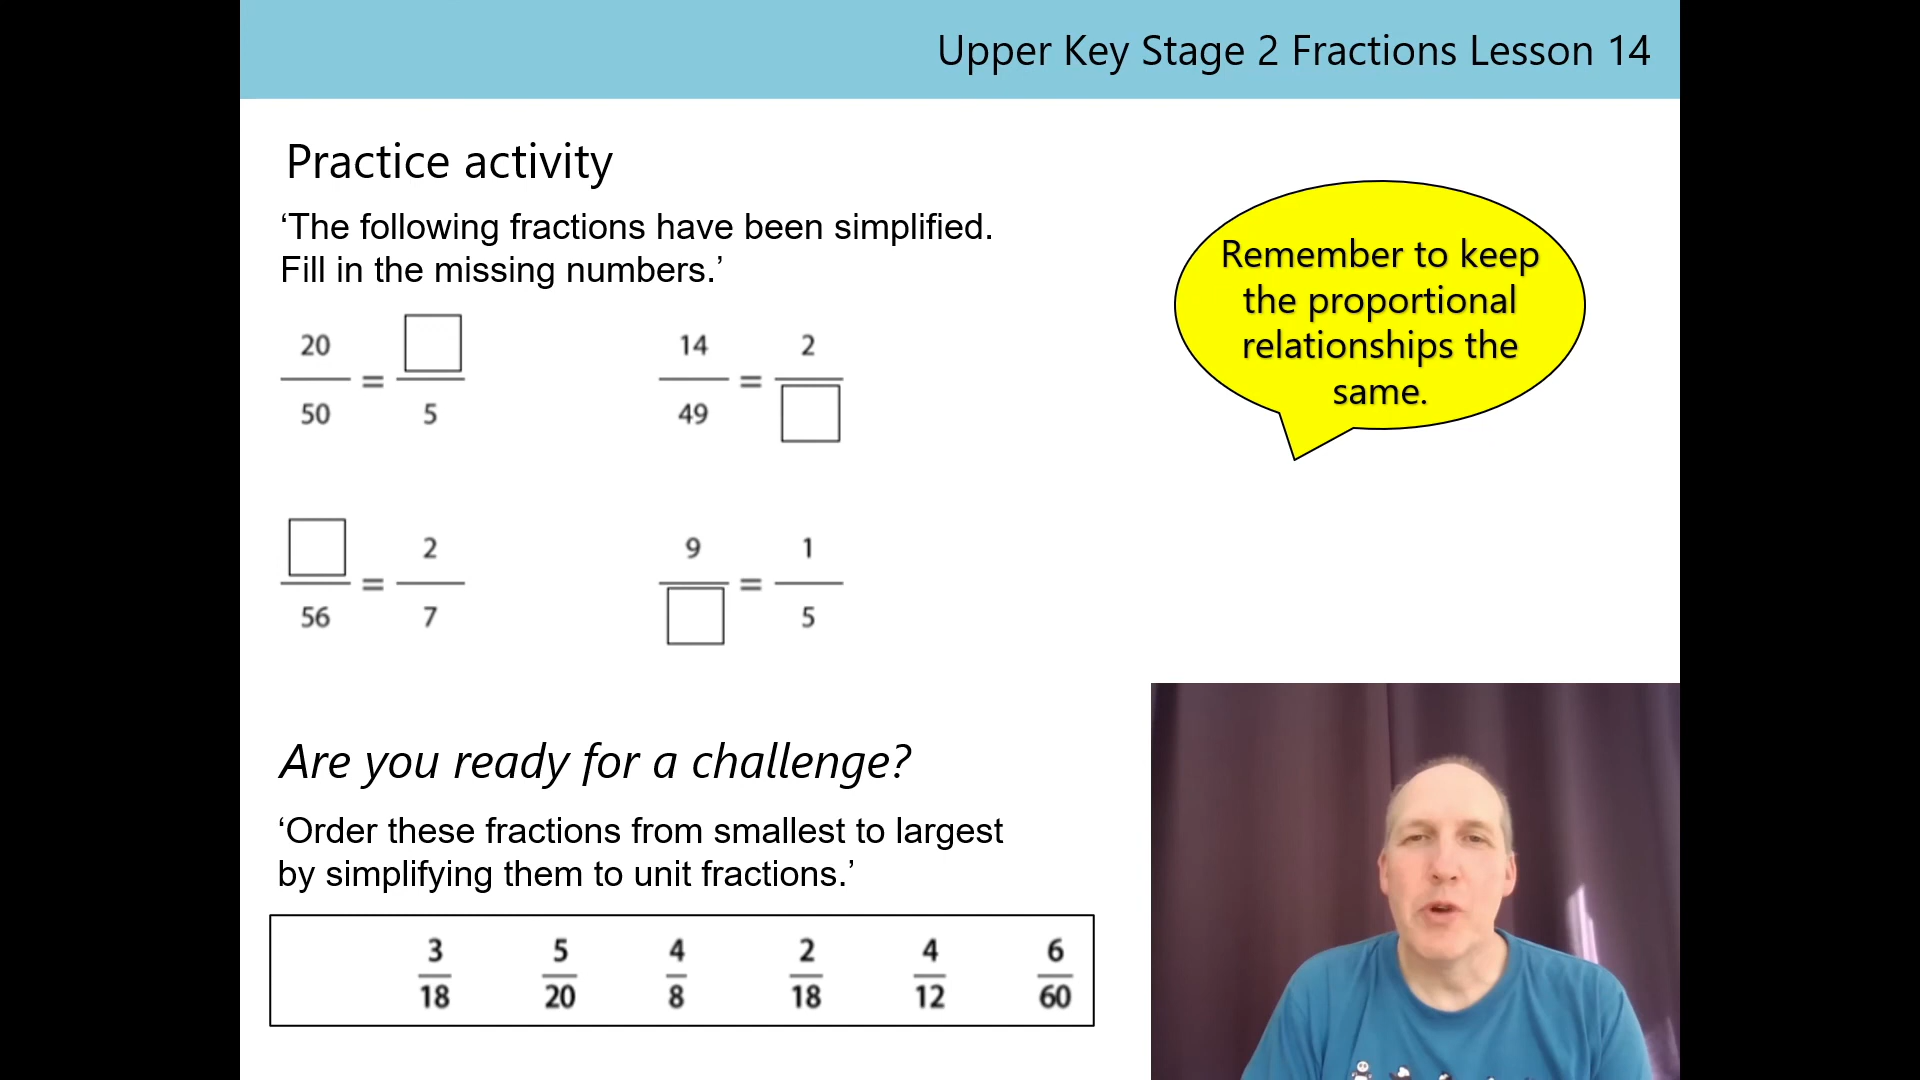 Upper Key Stage 2 Fractions Lesson 14
Practice activity
‘The following fractions have been simplified.
Fill in the missing numbers.’
20
50
=
5
14
49
=
2
56
=
2
7
9
=
1
5
Remember to keep
the proportional
relationships the
same.
Are you ready for a challenge?
‘Order these fractions from smallest to largest
by simplifying them to unit fractions.’
3 5 4 2 4 6
18 20 8 18 12 60